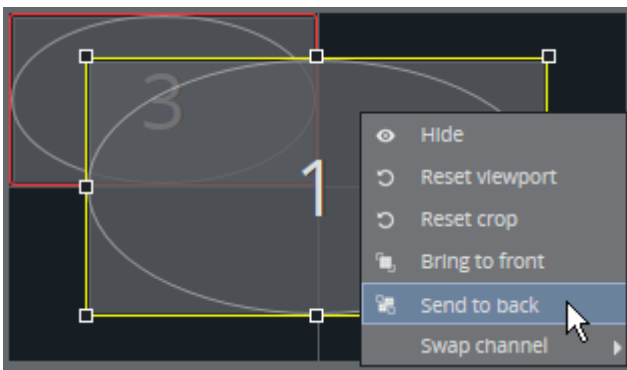 3
1
Hide
Reset viewport
Reset crop
Bring to front
Send to back
Swap channel